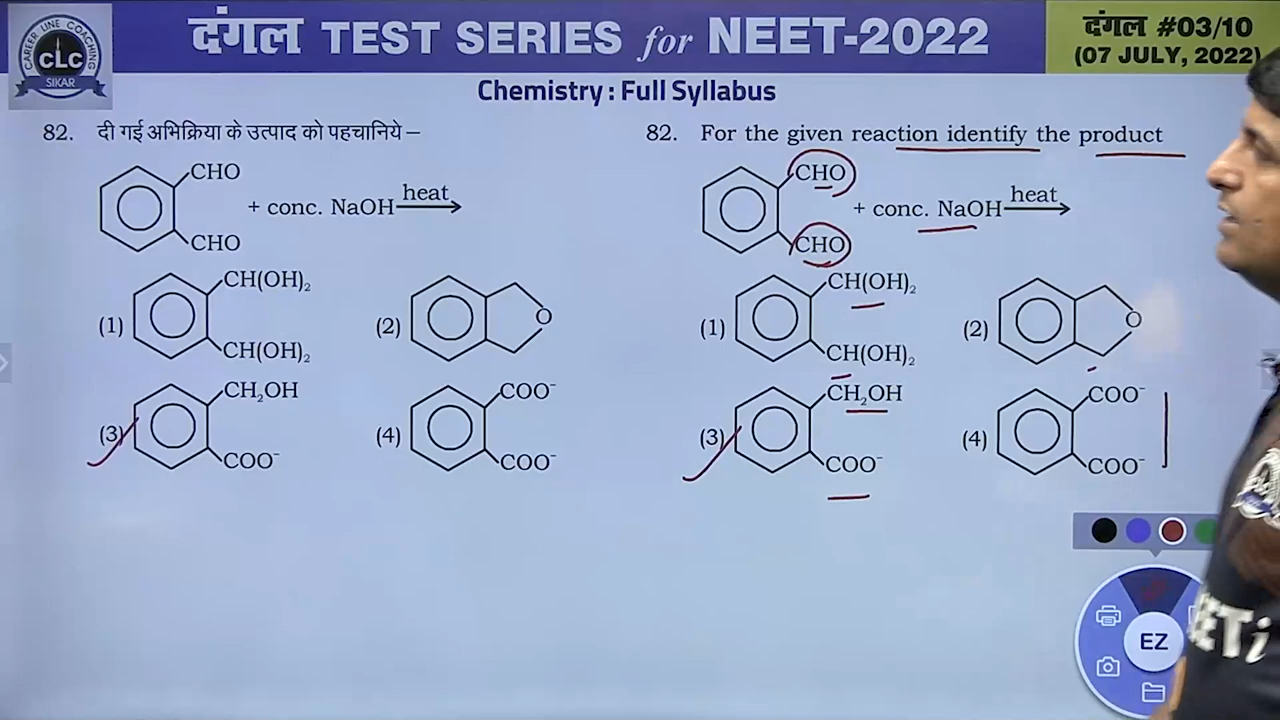 दंगल TEST SERIES for NEET-2022
दंगल #03/10
(07 JULY, 2022)
CAREER LINE COACHING
CLC
SIKAR
Chemistry : Full Syllabus
82. दी गई अभिक्रिया के उत्पाद को पहचानिये –
CHO
CHO
+ conc. NaOH heat
(1) CH(OH)₂
CH(OH)₂
(2) O
(3) CH₂OH
COO⁻
(4) COO⁻
COO⁻
82. For the given reaction identify the product
CHO
CHO
+ conc. NaOH heat
(1) CH(OH)₂
CH(OH)₂
(2) O
(3) CH₂OH
COO⁻
(4) COO⁻
COO⁻
EZ